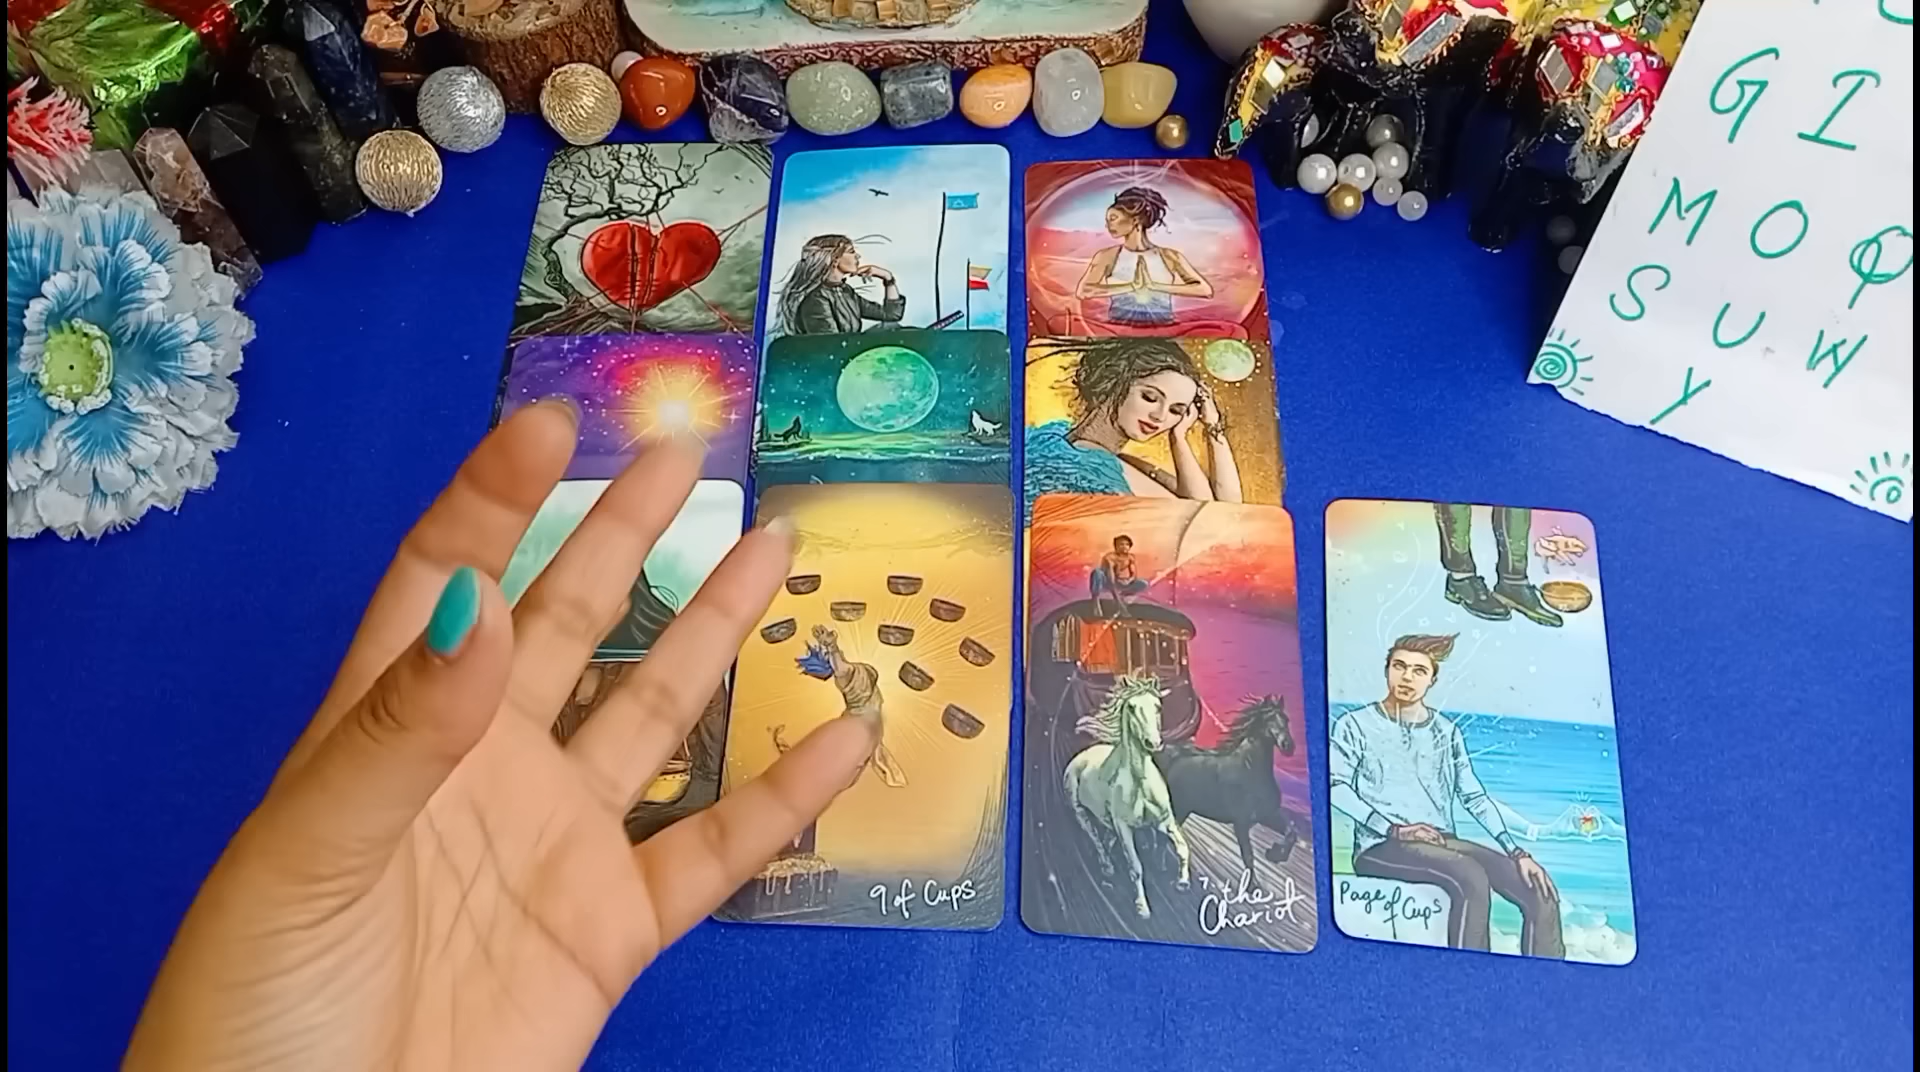 G I
M O Q
S U W
Y
9 of Cups
7. the
Chariot
Page of
Cups